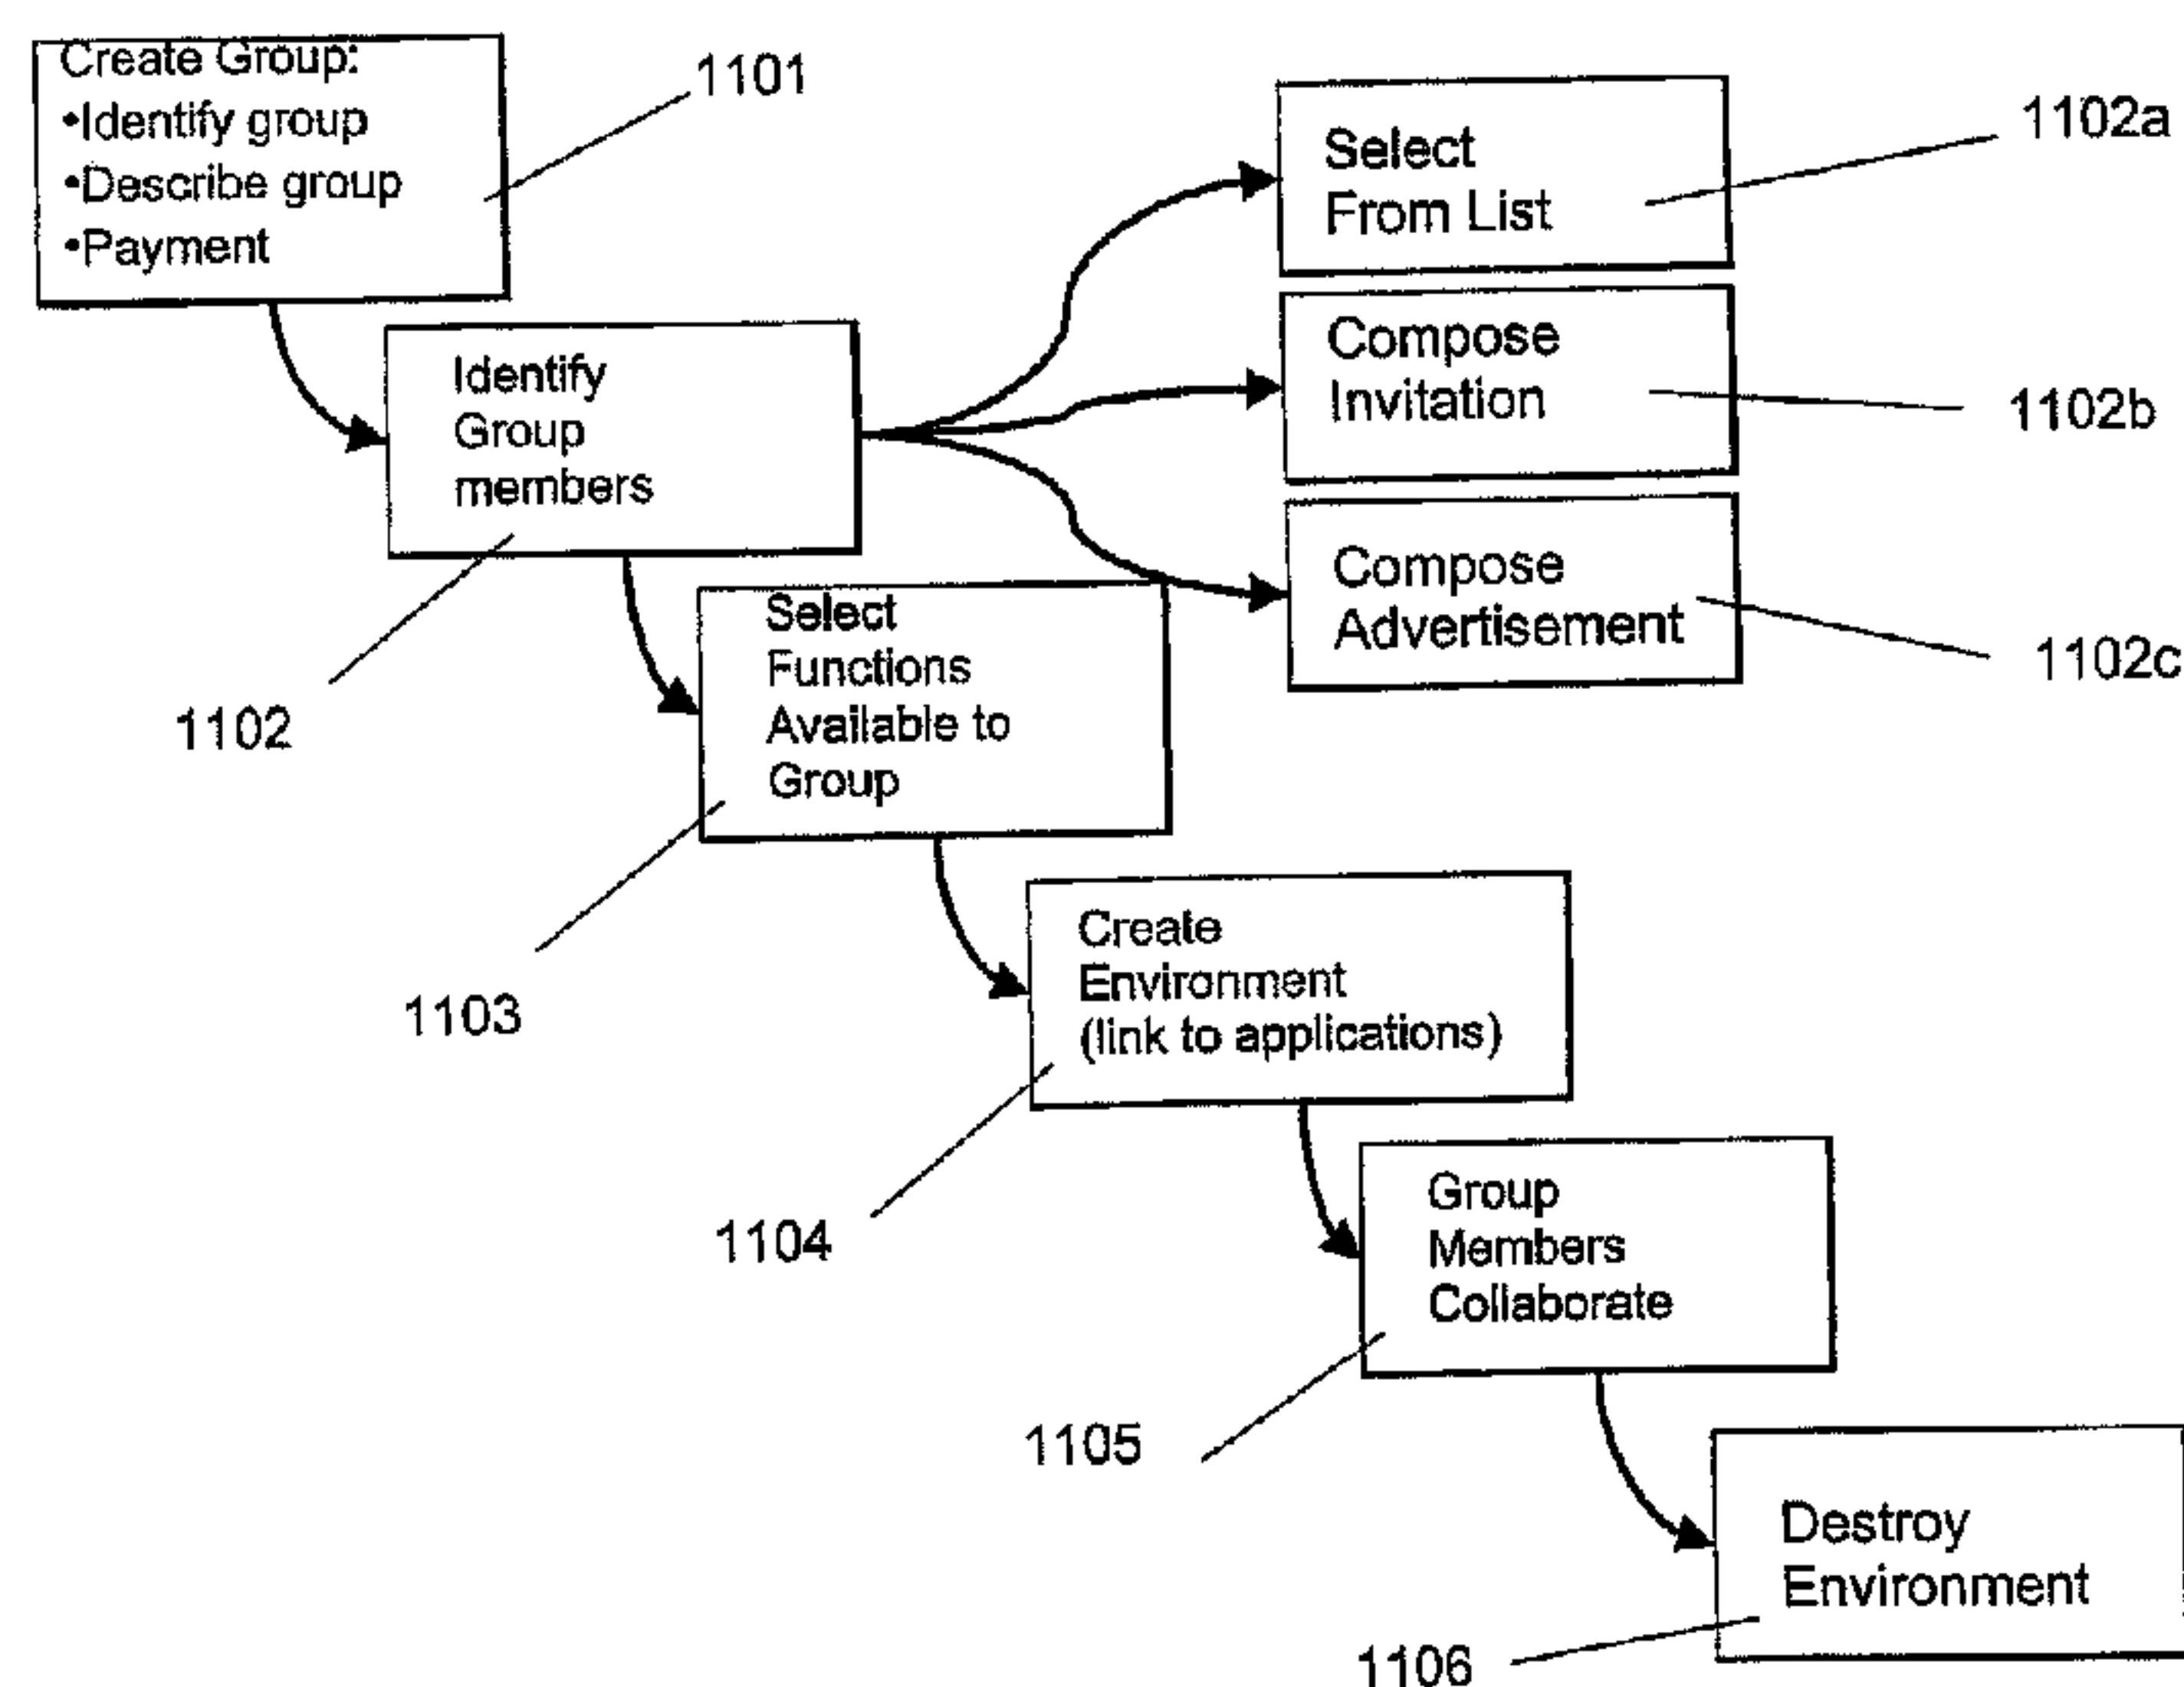 Create Group:
•Identify group
•Describe group
•Payment
1101
Identify
Group
members
1102
Select
From List
1102a
Compose
Invitation
1102b
Compose
Advertisement
1102c
Select
Functions
Available to
Group
1103
Create
Environment
(link to applications)
1104
Group
Members
Collaborate
1105
Destroy
Environment
1106